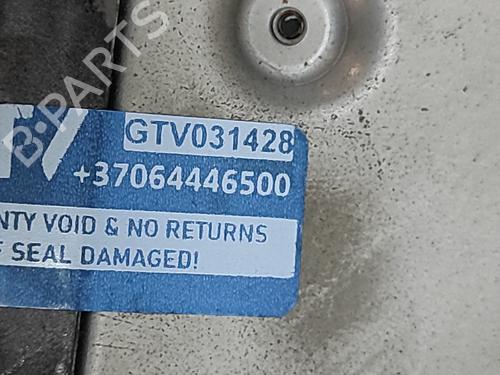 B-PARTS
GTV031428
+37064446500
NTY VOID & NO RETURNS
F SEAL DAMAGED!